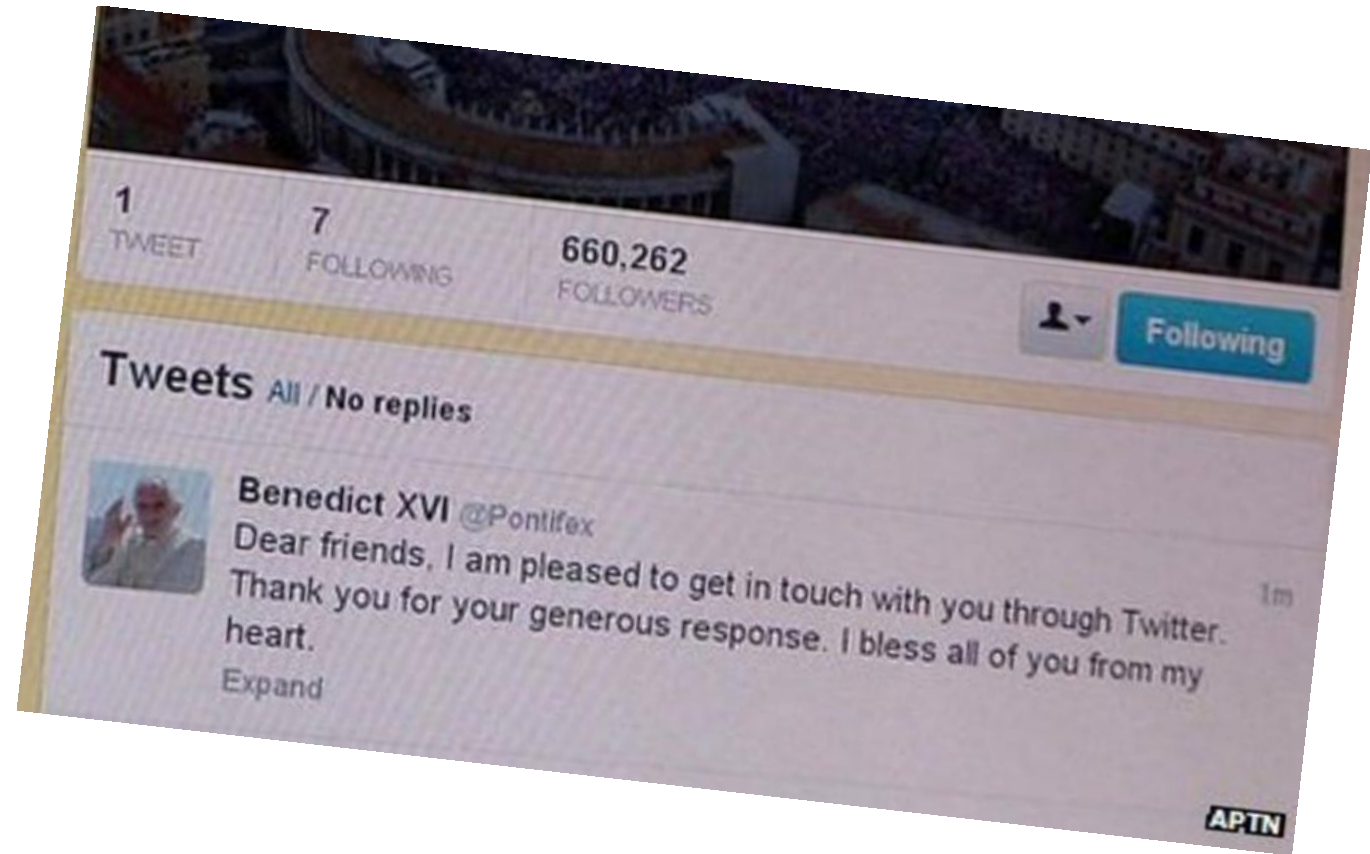 1 7 660,262
TWEET FOLLOWING FOLLOWERS
Following
Tweets All / No replies
Benedict XVI @Pontifex
1m
Dear friends, I am pleased to get in touch with you through Twitter.
Thank you for your generous response. I bless all of you from my
heart.
Expand
APTN